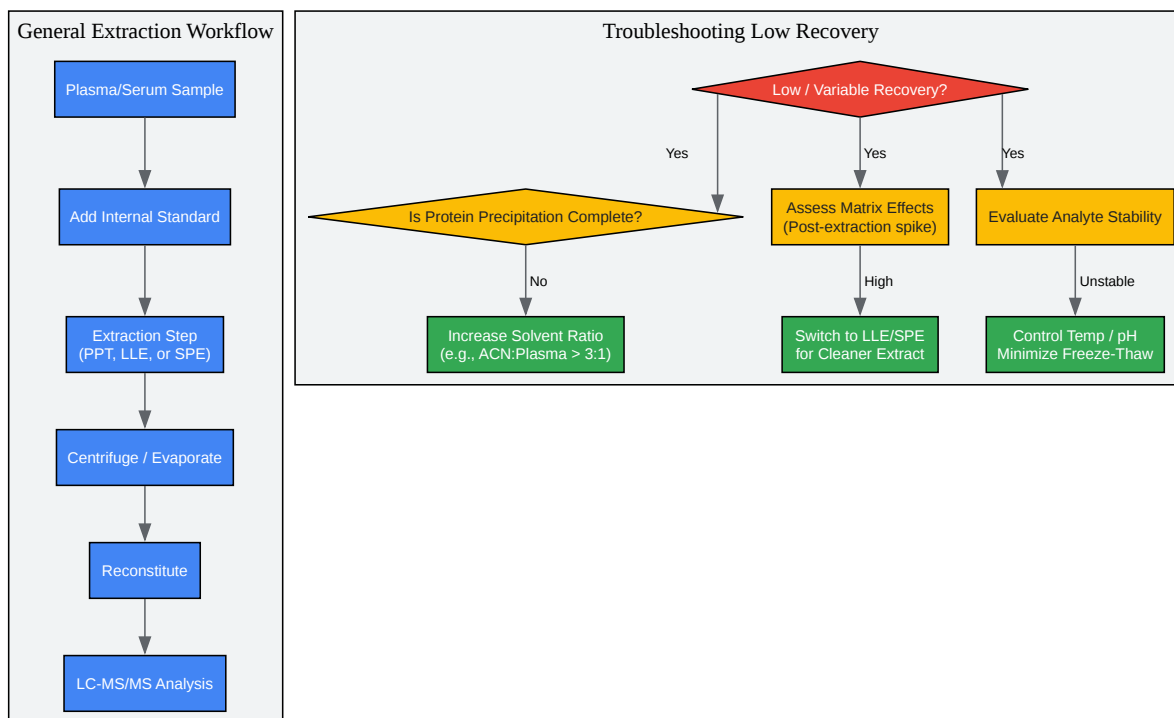 General Extraction Workflow
Plasma/Serum Sample
Add Internal Standard
Extraction Step
(PPT, LLE, or SPE)
Centrifuge / Evaporate
Reconstitute
LC-MS/MS Analysis
Troubleshooting Low Recovery
Low / Variable Recovery?
Yes
Yes
Yes
Is Protein Precipitation Complete?
Assess Matrix Effects
(Post-extraction spike)
Evaluate Analyte Stability
No
High
Unstable
Increase Solvent Ratio
(e.g., ACN:Plasma > 3:1)
Switch to LLE/SPE
for Cleaner Extract
Control Temp / pH
Minimize Freeze-Thaw